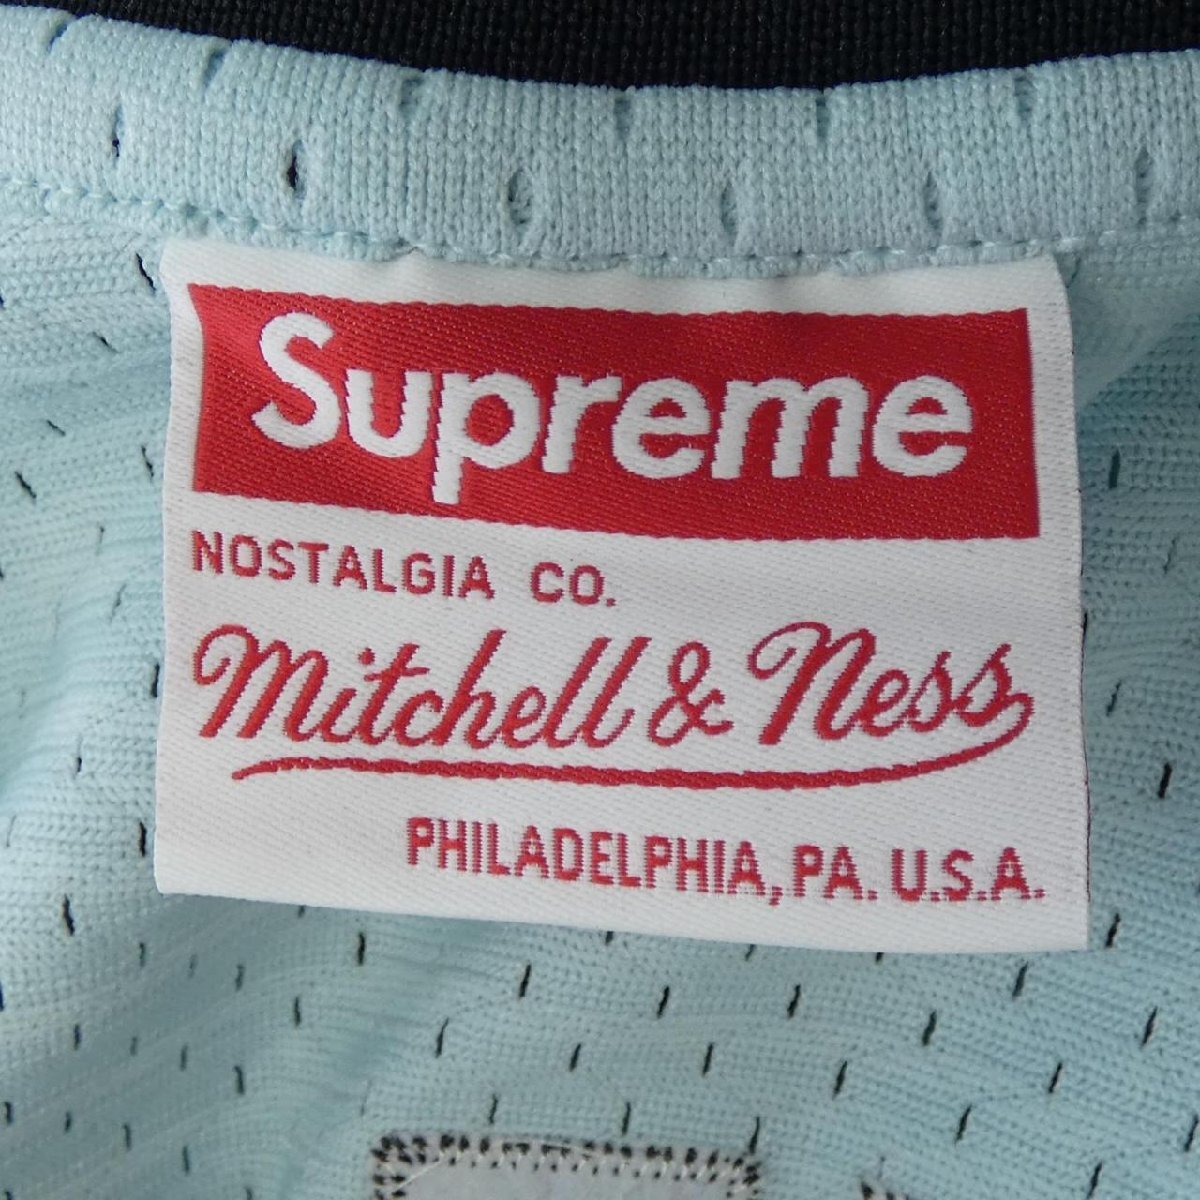 Supreme
NOSTALGIA CO.
Mitchell & Ness
PHILADELPHIA, PA. U.S.A.